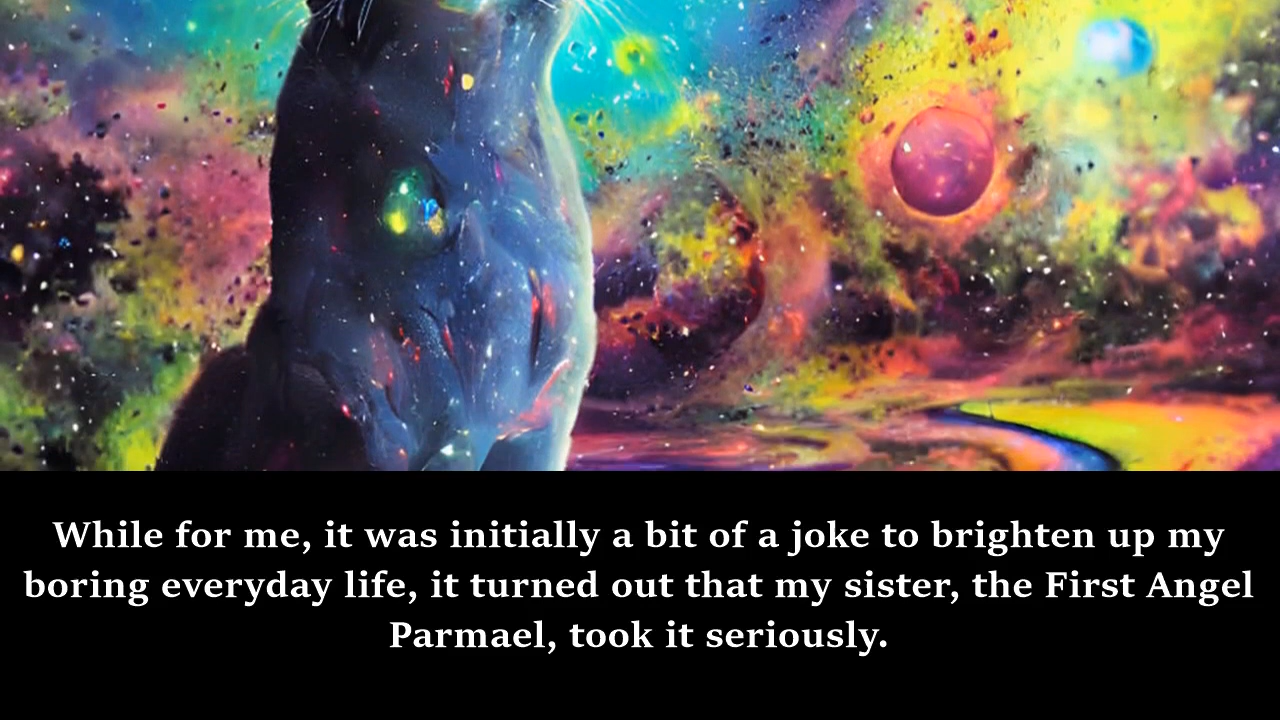 While for me, it was initially a bit of a joke to brighten up my
boring everyday life, it turned out that my sister, the First Angel
Parmael, took it seriously.